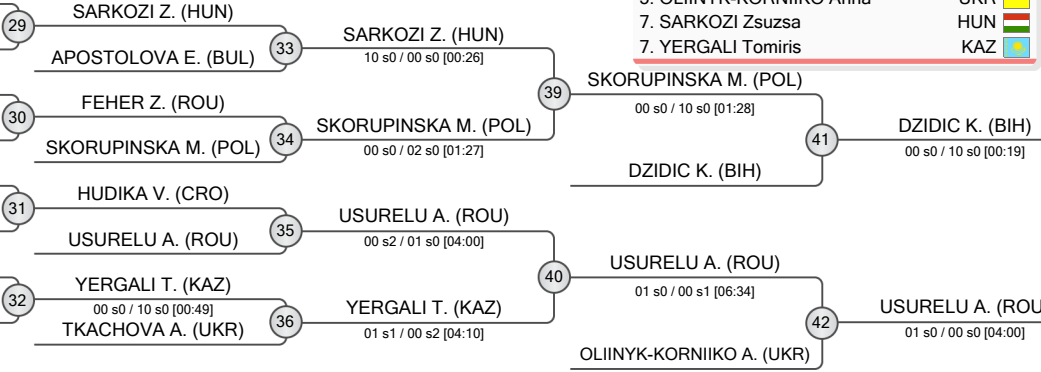 29
SARKOZI Z. (HUN)
APOSTOLOVA E. (BUL)
33
SARKOZI Z. (HUN)
10 s0 / 00 s0 [00:26]
30
FEHER Z. (ROU)
SKORUPINSKA M. (POL)
34
SKORUPINSKA M. (POL)
00 s0 / 02 s0 [01:27]
39
SKORUPINSKA M. (POL)
00 s0 / 10 s0 [01:28]
DZIDIC K. (BIH)
41
DZIDIC K. (BIH)
00 s0 / 10 s0 [00:19]
31
HUDIKA V. (CRO)
USURELU A. (ROU)
35
USURELU A. (ROU)
00 s2 / 01 s0 [04:00]
32
YERGALI T. (KAZ)
00 s0 / 10 s0 [00:49]
TKACHOVA A. (UKR)
36
YERGALI T. (KAZ)
01 s1 / 00 s2 [04:10]
40
USURELU A. (ROU)
01 s0 / 00 s1 [06:34]
OLIINYK-KORNIIKO A. (UKR)
42
USURELU A. (ROU
01 s0 / 00 s0 [04:00]
5. OLIINYK-KORNIIKO Anna UKR
7. SARKOZI Zsuzsa HUN
7. YERGALI Tomiris KAZ